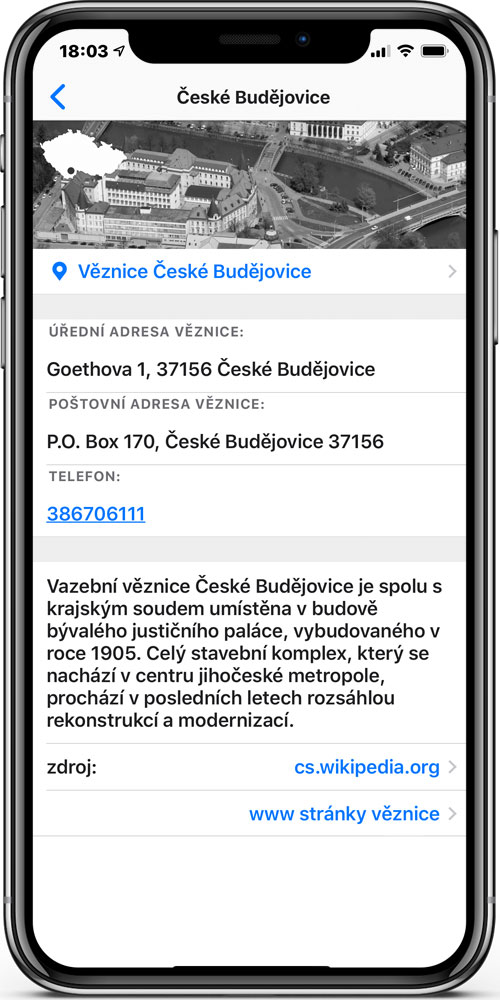 18:03
České Budějovice
Věznice České Budějovice
ÚŘEDNÍ ADRESA VĚZNICE:
Goethova 1, 37156 České Budějovice
POŠTOVNÍ ADRESA VĚZNICE:
P.O. Box 170, České Budějovice 37156
TELEFON:
386706111
Vazební věznice České Budějovice je spolu s
krajským soudem umístěna v budově
bývalého justičního paláce, vybudovaného v
roce 1905. Celý stavební komplex, který se
nachází v centru jihočeské metropole,
prochází v posledních letech rozsáhlou
rekonstrukcí a modernizací.
zdroj: cs.wikipedia.org
www stránky věznice